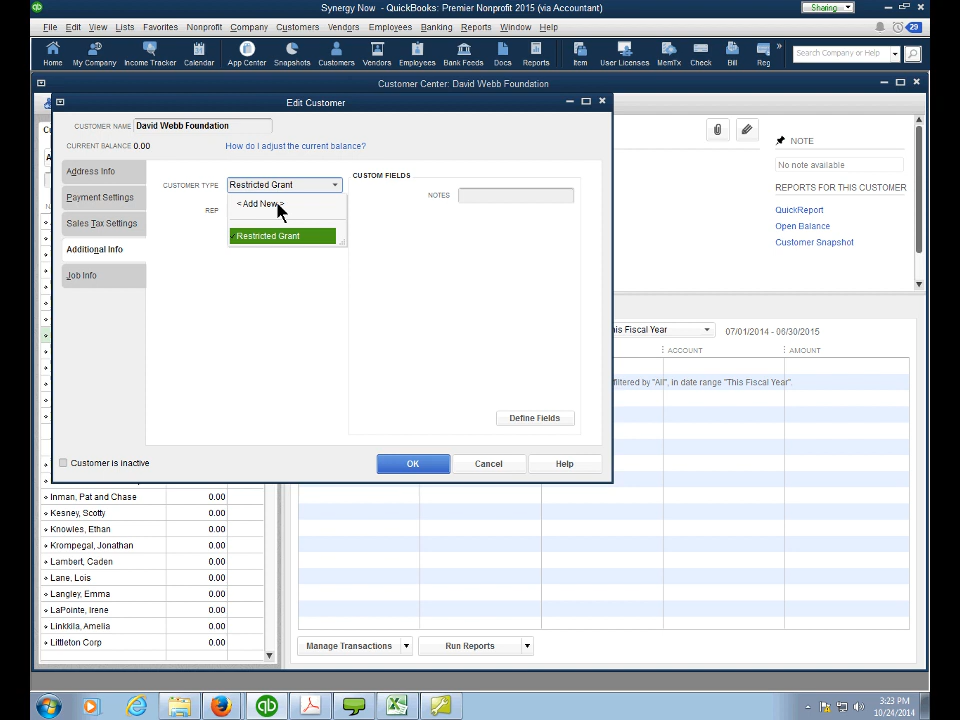 Synergy Now - QuickBooks: Premier Nonprofit 2015 (via Accountant)
Sharing
File Edit View Lists Favorites Nonprofit Company Customers Vendors Employees Banking Reports Window Help
29
Home My Company Income Tracker Calendar App Center Snapshots Customers Vendors Employees Bank Feeds Docs Reports Item User Licenses MemTx Check Bill Reg
Search Company or Help
Customer Center: David Webb Foundation
Edit Customer
CUSTOMER NAME David Webb Foundation
CURRENT BALANCE 0.00 How do I adjust the current balance?
Address Info
Payment Settings
Sales Tax Settings
Additional Info
Job Info
CUSTOMER TYPE Restricted Grant
< Add New >
Restricted Grant
REP
CUSTOM FIELDS
NOTES
Define Fields
Customer is inactive
OK Cancel Help
NOTE
No note available
REPORTS FOR THIS CUSTOMER
QuickReport
Open Balance
Customer Snapshot
his Fiscal Year 07/01/2014 - 06/30/2015
ACCOUNT AMOUNT
filtered by "All", in date range "This Fiscal Year".
Inman, Pat and Chase 0.00
Kesney, Scotty 0.00
Knowles, Ethan 0.00
Krompegal, Jonathan 0.00
Lambert, Caden 0.00
Lane, Lois 0.00
Langley, Emma 0.00
LaPointe, Irene 0.00
Linkkila, Amelia 0.00
Littleton Corp 0.00
Manage Transactions Run Reports
3:23 PM
10/24/2014